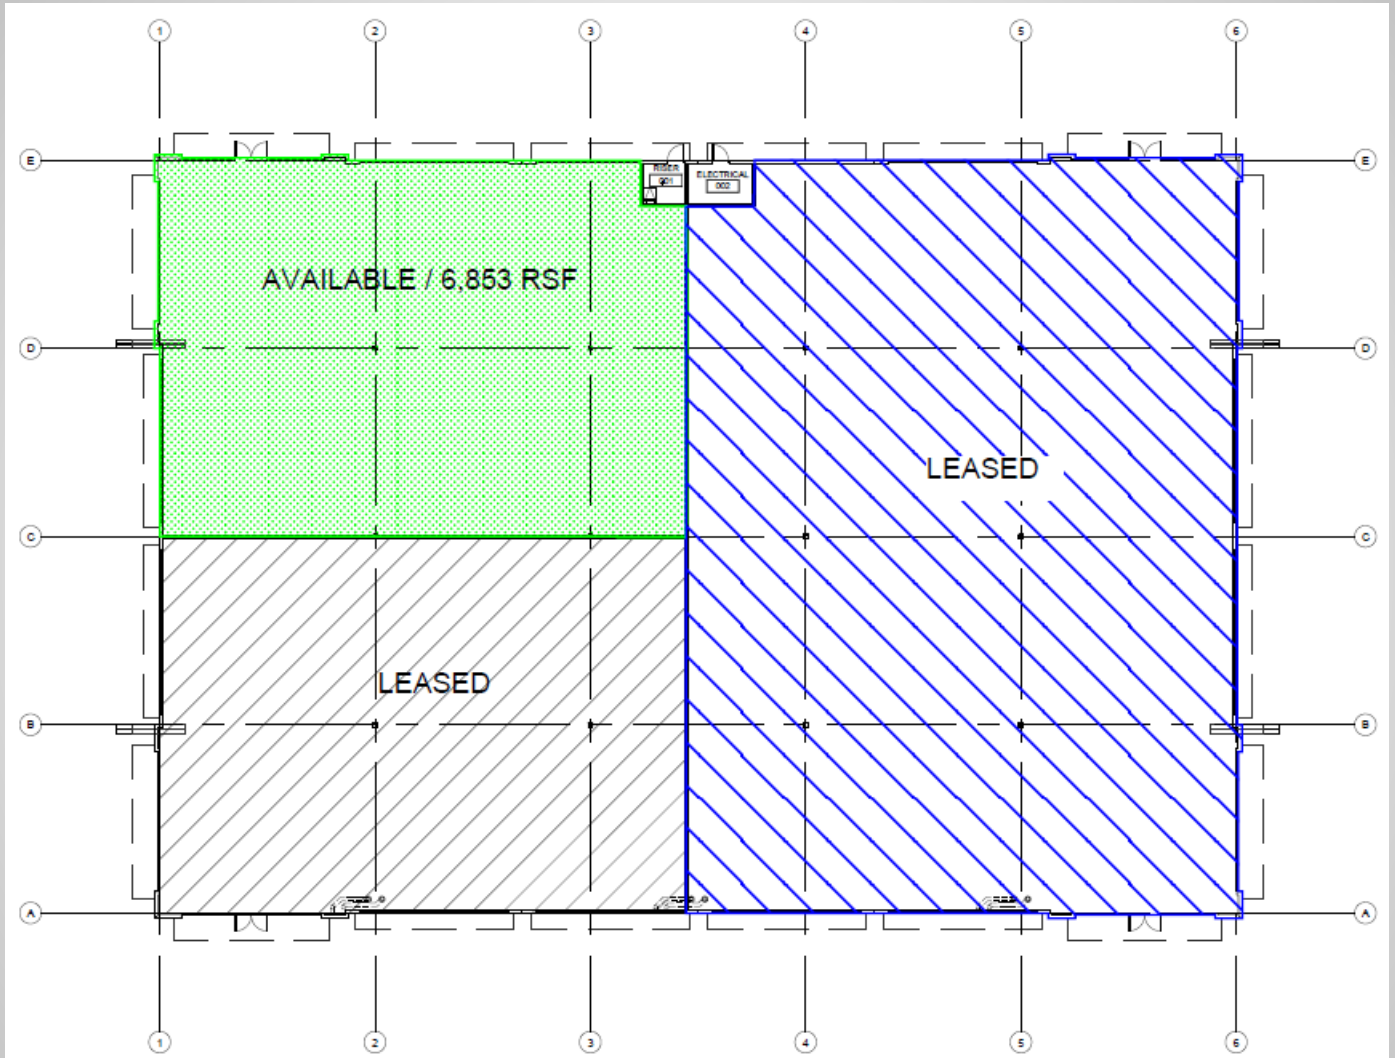 1 2 3 4 5 6
E E
RISER
001
ELECTRICAL
002
AVAILABLE / 6,853 RSF
D D
LEASED
C C
LEASED
B B
A A
1 2 3 4 5 6